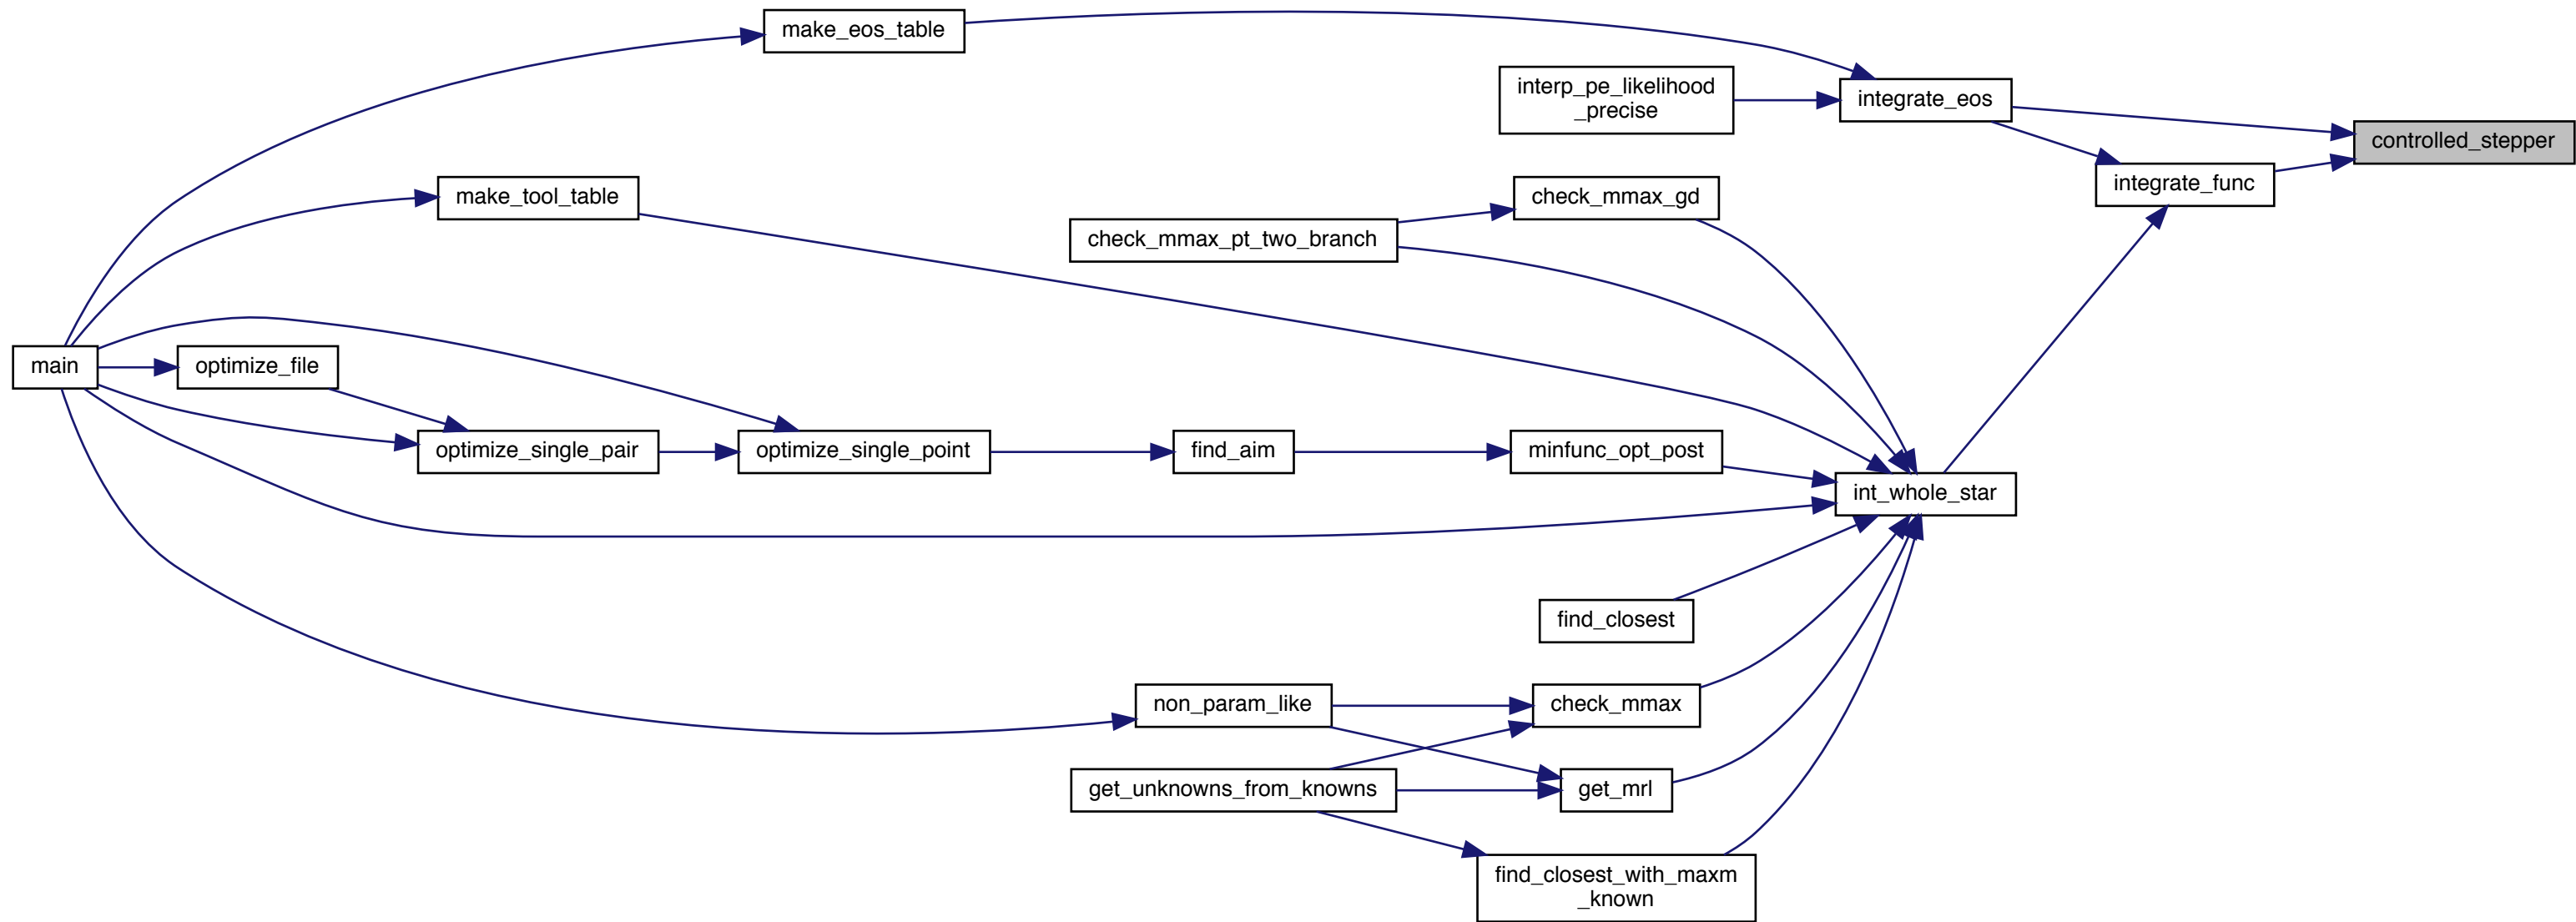 make_eos_table
interp_pe_likelihood
_precise
integrate_eos
controlled_stepper
make_tool_table
check_mmax_gd
integrate_func
check_mmax_pt_two_branch
main
optimize_file
optimize_single_pair
optimize_single_point
find_aim
minfunc_opt_post
int_whole_star
find_closest
non_param_like
check_mmax
get_unknowns_from_knowns
get_mrl
find_closest_with_maxm
_known